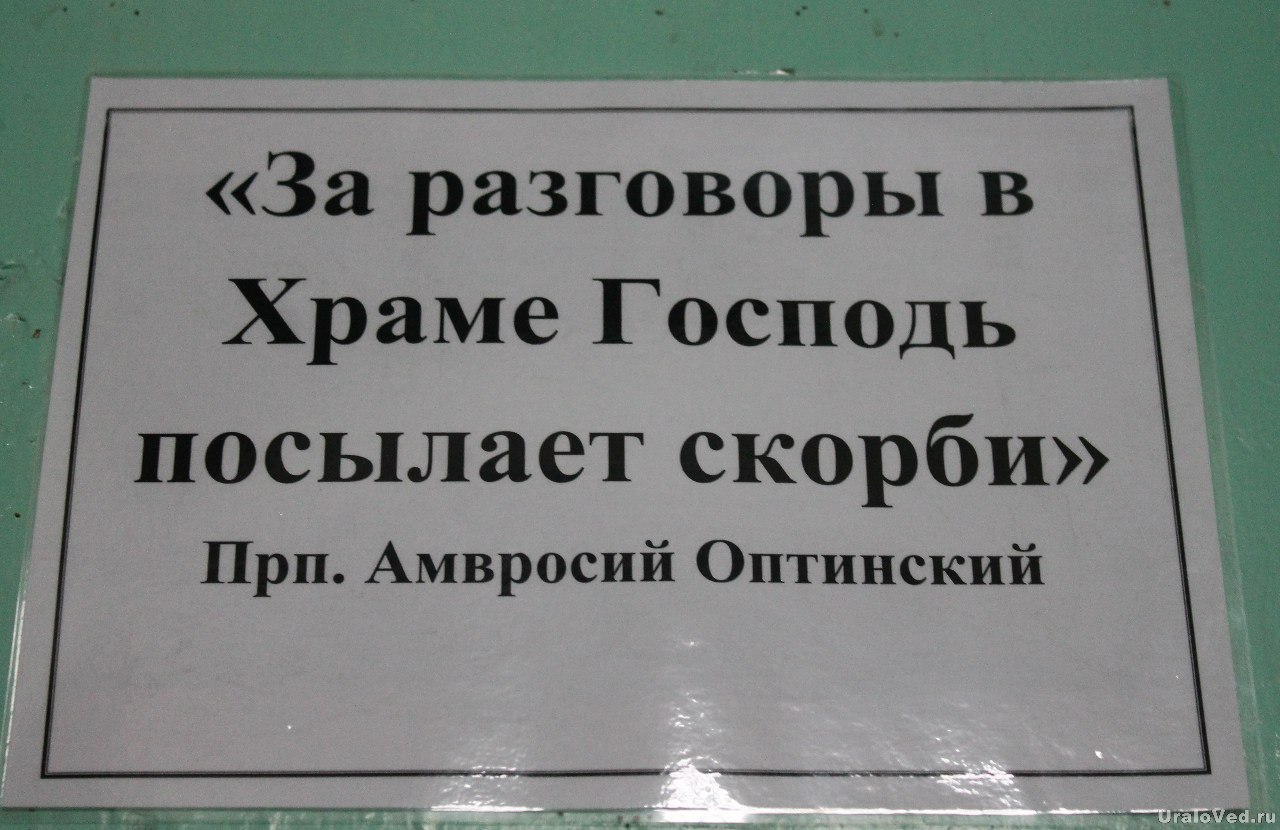 «За разговоры в
Храме Господь
посылает скорби»
Прп. Амвросий Оптинский
UraloVed.ru